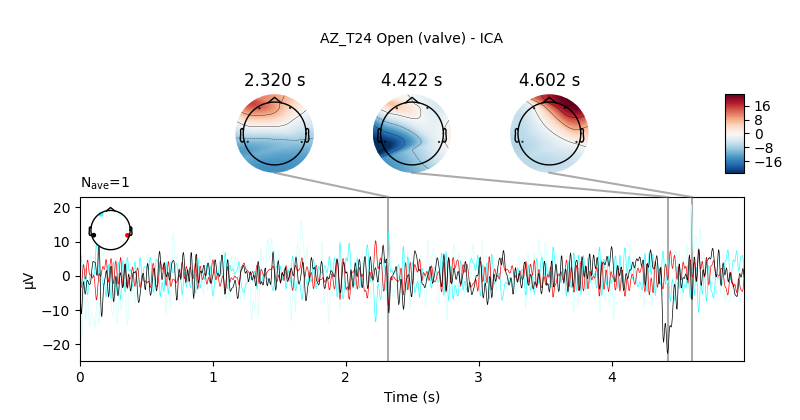 AZ_T24 Open (valve) - ICA
2.320 s 4.422 s 4.602 s
16
8
0
−8
−16
Nave=1
20
10
0
−10
−20
µV
0 1 2 3 4
Time (s)